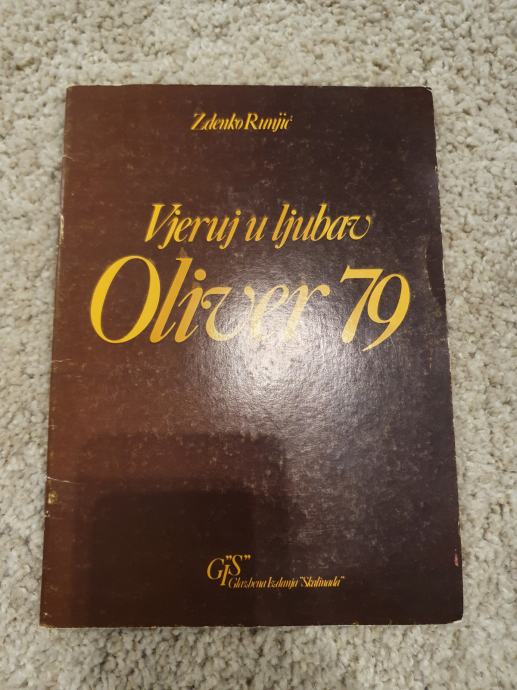 Zdenko Runjić
Vjeruj u ljubav
Oliver 79
GI"S"
Glazbena Izdanja "Skalinada"